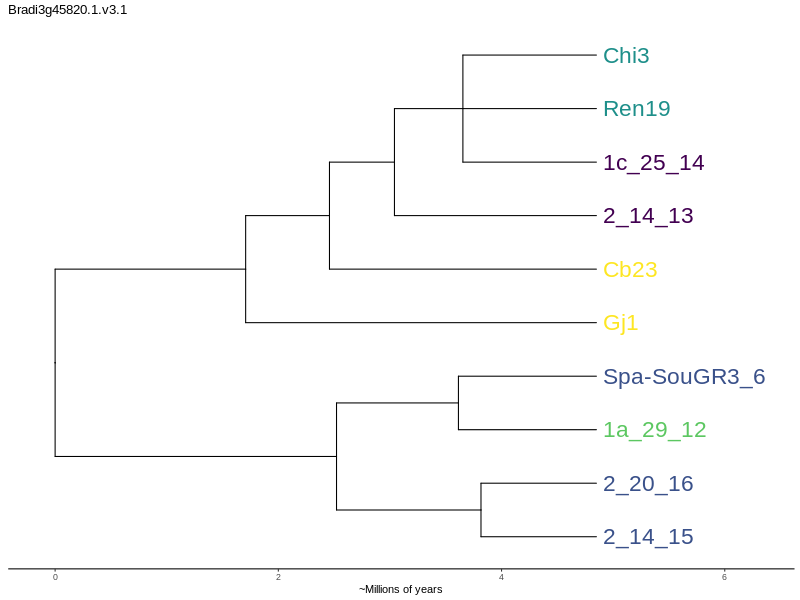 Bradi3g45820.1.v3.1
Chi3
Ren19
1c_25_14
2_14_13
Cb23
Gj1
Spa-SouGR3_6
1a_29_12
2_20_16
2_14_15
0 2 4 6
~Millions of years